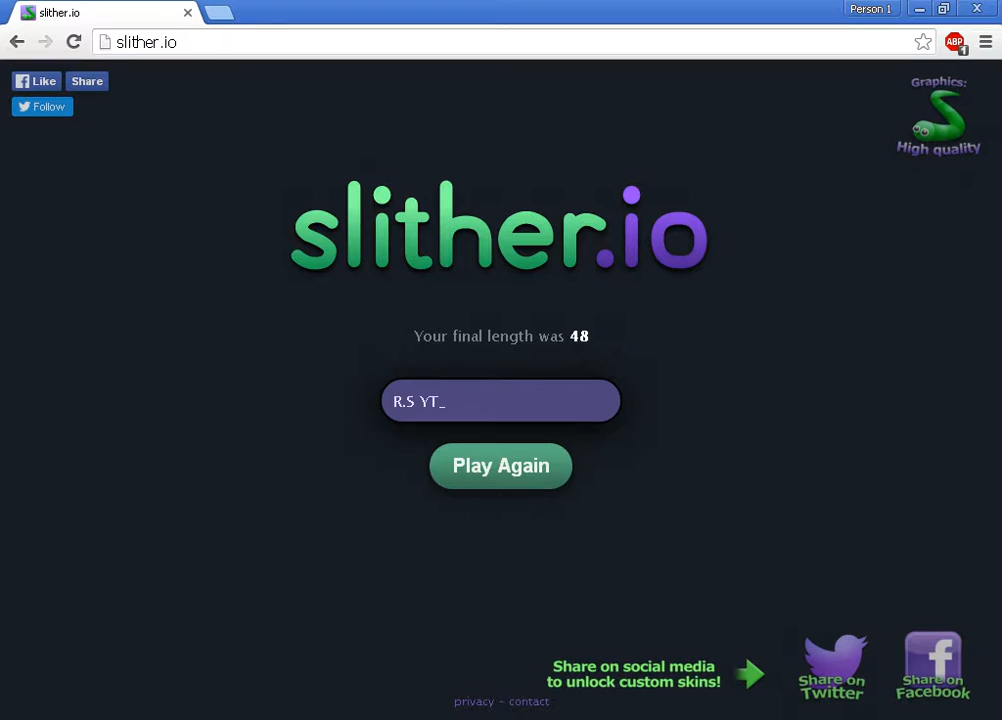 slither.io
Person 1
slither.io
ABP
1
Like
Share
Follow
Graphics:
High quality
slither.io
Your final length was 48
R.S YT_
Play Again
Share on social media
to unlock custom skins!
Share on
Twitter
Share on
Facebook
privacy - contact